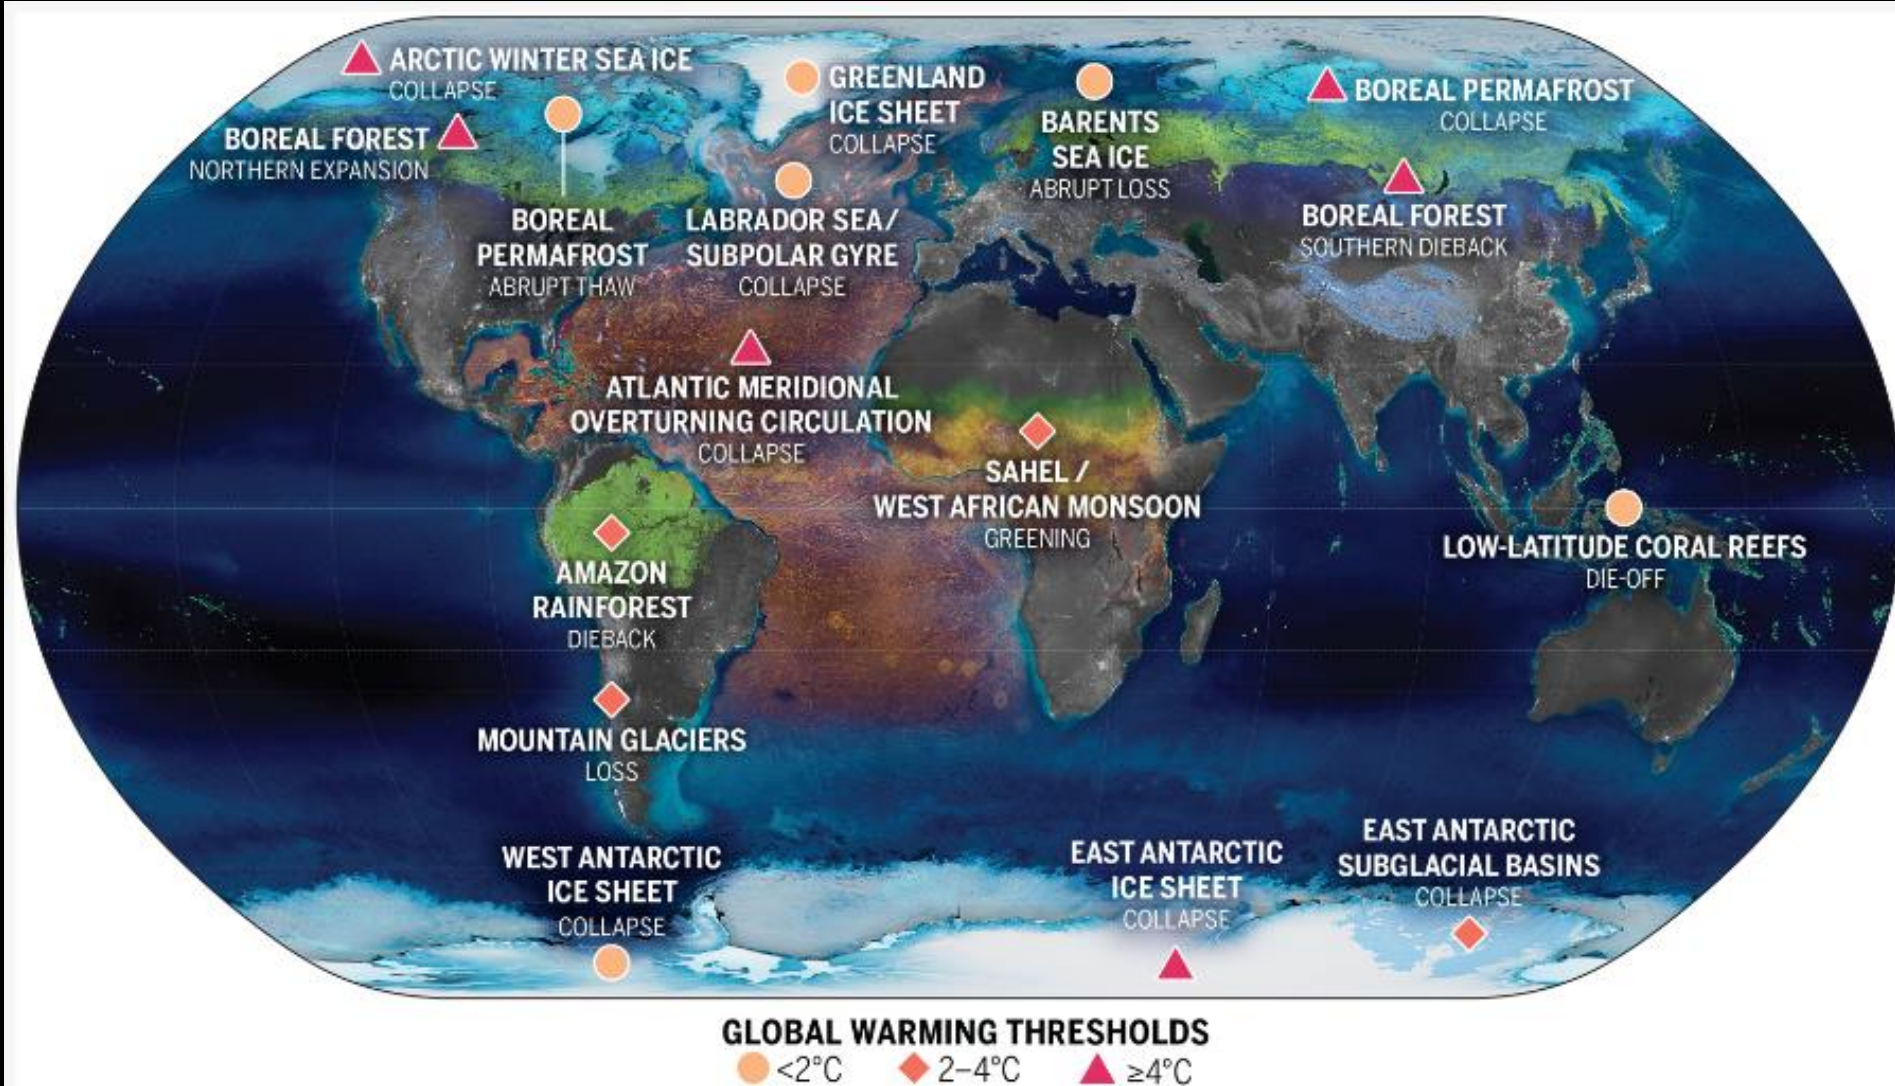 ARCTIC WINTER SEA ICE
COLLAPSE
BOREAL FOREST
NORTHERN EXPANSION
BOREAL
PERMAFROST
ABRUPT THAW
GREENLAND
ICE SHEET
COLLAPSE
LABRADOR SEA/
SUBPOLAR GYRE
COLLAPSE
BARENTS
SEA ICE
ABRUPT LOSS
BOREAL PERMAFROST
COLLAPSE
BOREAL FOREST
SOUTHERN DIEBACK
ATLANTIC MERIDIONAL
OVERTURNING CIRCULATION
COLLAPSE
SAHEL /
WEST AFRICAN MONSOON
GREENING
LOW-LATITUDE CORAL REEFS
DIE-OFF
AMAZON
RAINFOREST
DIEBACK
MOUNTAIN GLACIERS
LOSS
WEST ANTARCTIC
ICE SHEET
COLLAPSE
EAST ANTARCTIC
ICE SHEET
COLLAPSE
EAST ANTARCTIC
SUBGLACIAL BASINS
COLLAPSE
GLOBAL WARMING THRESHOLDS
<2°C 2–4°C ≥4°C